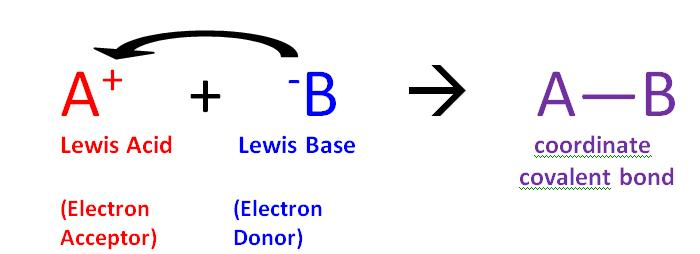 A⁺ + ⁻B → A—B
Lewis Acid Lewis Base coordinate
covalent bond
(Electron (Electron
Acceptor) Donor)